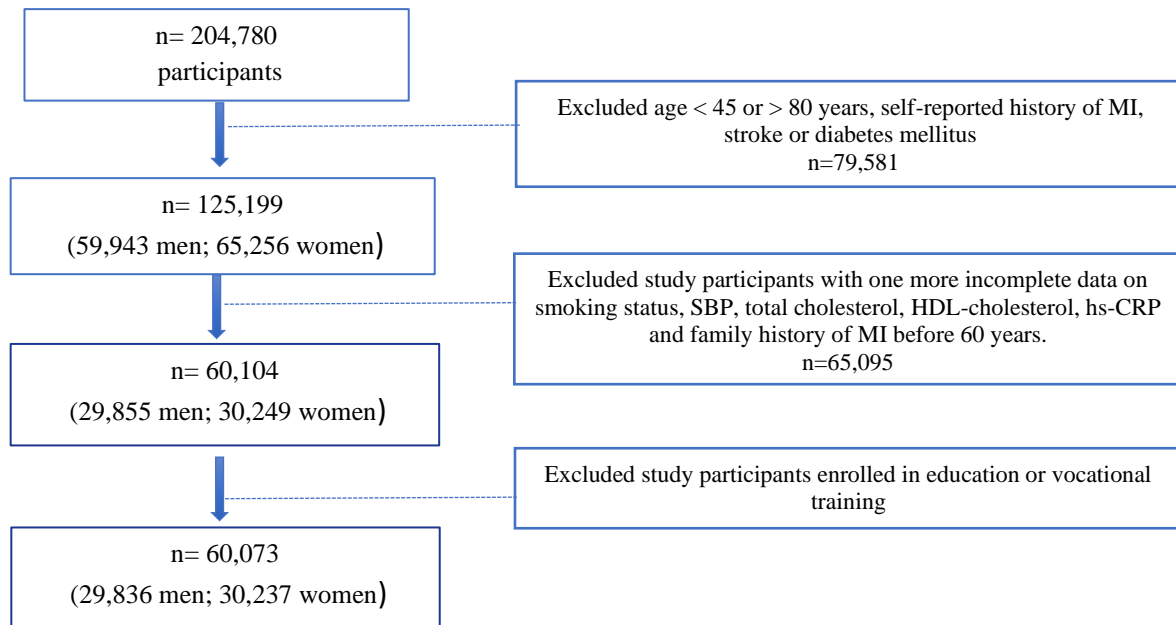 n= 204,780
participants
Excluded age < 45 or > 80 years, self-reported history of MI,
stroke or diabetes mellitus
n=79,581
n= 125,199
(59,943 men; 65,256 women)
Excluded study participants with one more incomplete data on
smoking status, SBP, total cholesterol, HDL-cholesterol, hs-CRP
and family history of MI before 60 years.
n=65,095
n= 60,104
(29,855 men; 30,249 women)
Excluded study participants enrolled in education or vocational
training
n= 60,073
(29,836 men; 30,237 women)